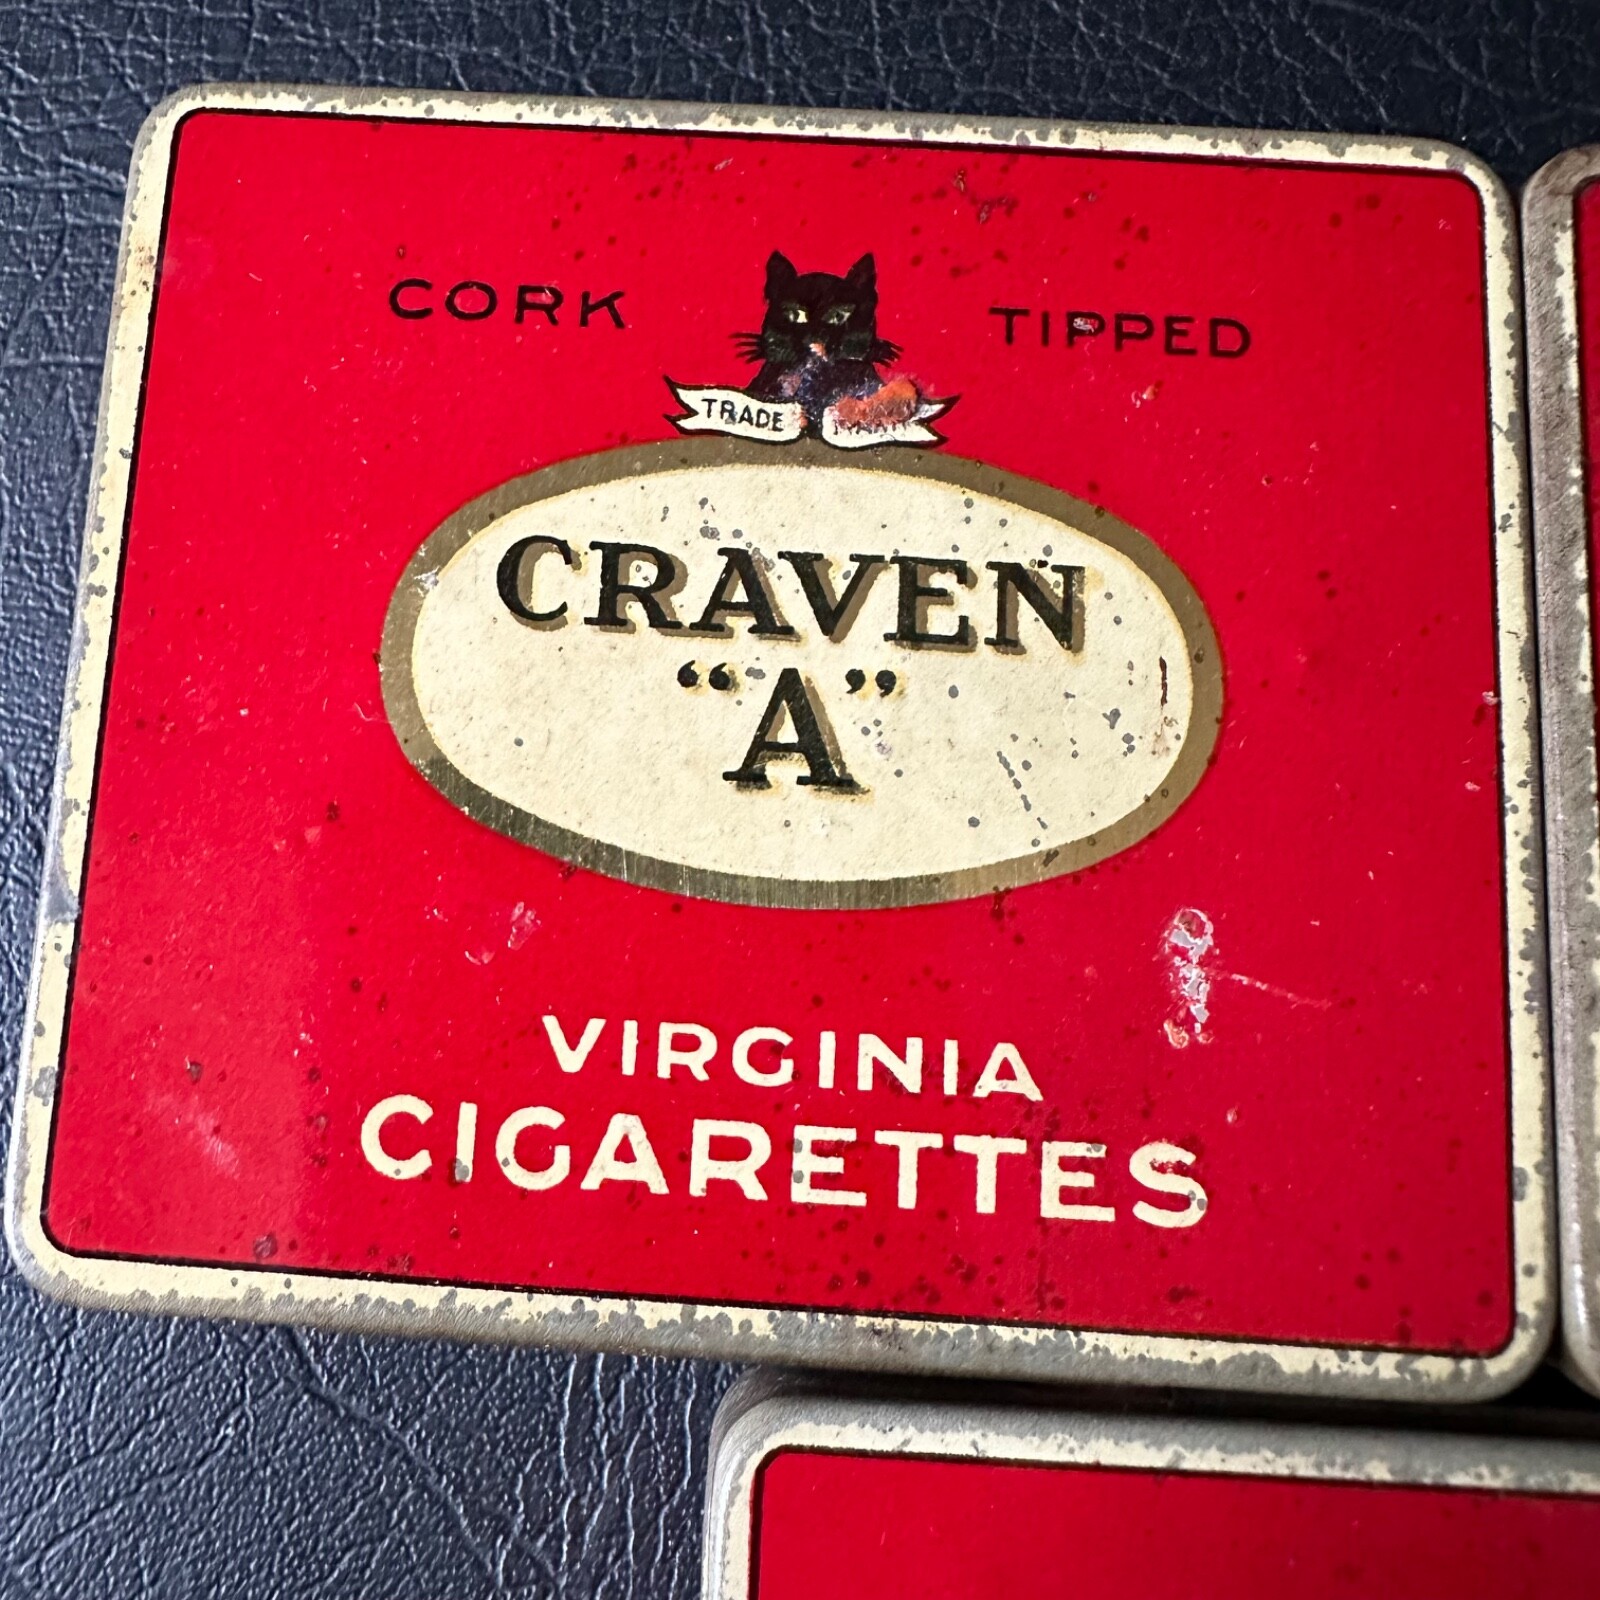 CORK TIPPED
TRADE
CRAVEN
“A”
VIRGINIA
CIGARETTES